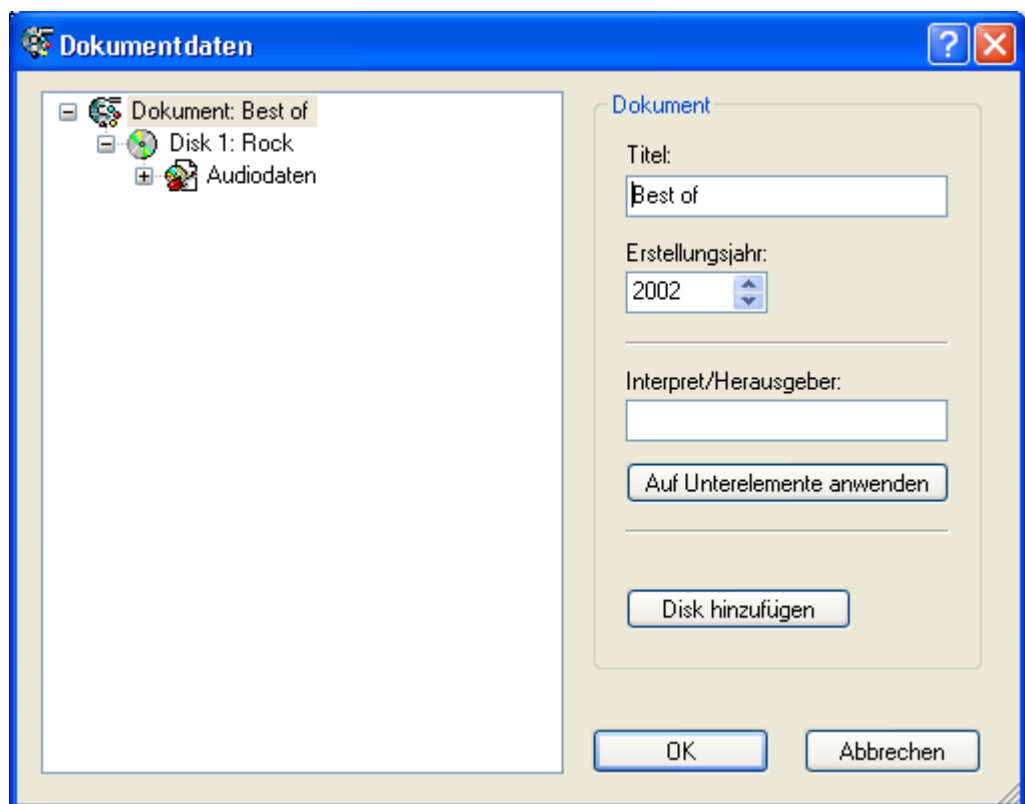 Dokumentdaten
Dokument: Best of
Disk 1: Rock
Audiodaten
Dokument
Titel:
Best of
Erstellungsjahr:
2002
Interpret/Herausgeber:
Auf Unterelemente anwenden
Disk hinzufügen
OK
Abbrechen